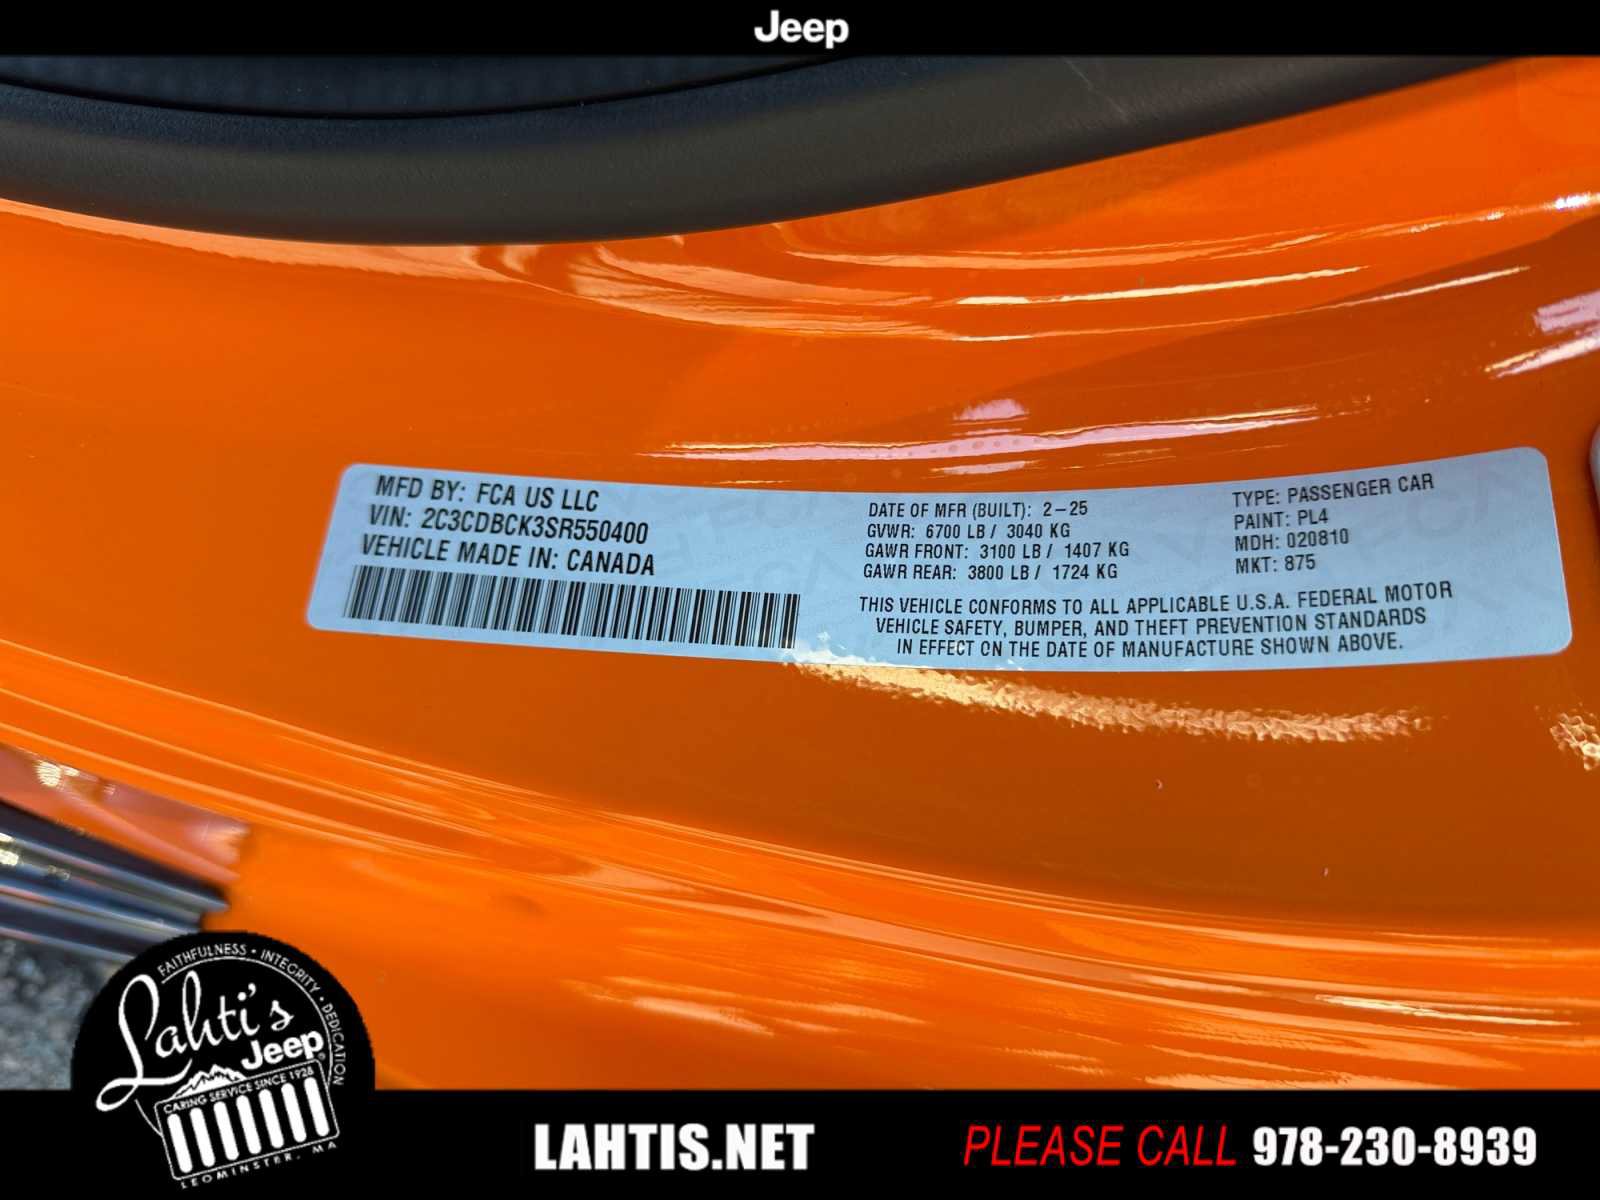 Jeep
MFD BY: FCA US LLC
VIN: 2C3CDBCK3SR550400
VEHICLE MADE IN: CANADA
DATE OF MFR (BUILT): 2-25
GVWR: 6700 LB / 3040 KG
GAWR FRONT: 3100 LB / 1407 KG
GAWR REAR: 3800 LB / 1724 KG
TYPE: PASSENGER CAR
PAINT: PL4
MDH: 020810
MKT: 875
THIS VEHICLE CONFORMS TO ALL APPLICABLE U.S.A. FEDERAL MOTOR
VEHICLE SAFETY, BUMPER, AND THEFT PREVENTION STANDARDS
IN EFFECT ON THE DATE OF MANUFACTURE SHOWN ABOVE.
FAITHFULNESS • INTEGRITY • DEDICATION
Lahti's
Jeep
CARING SERVICE SINCE 1928
LEOMINSTER, MA
LAHTIS.NET
PLEASE CALL 978-230-8939